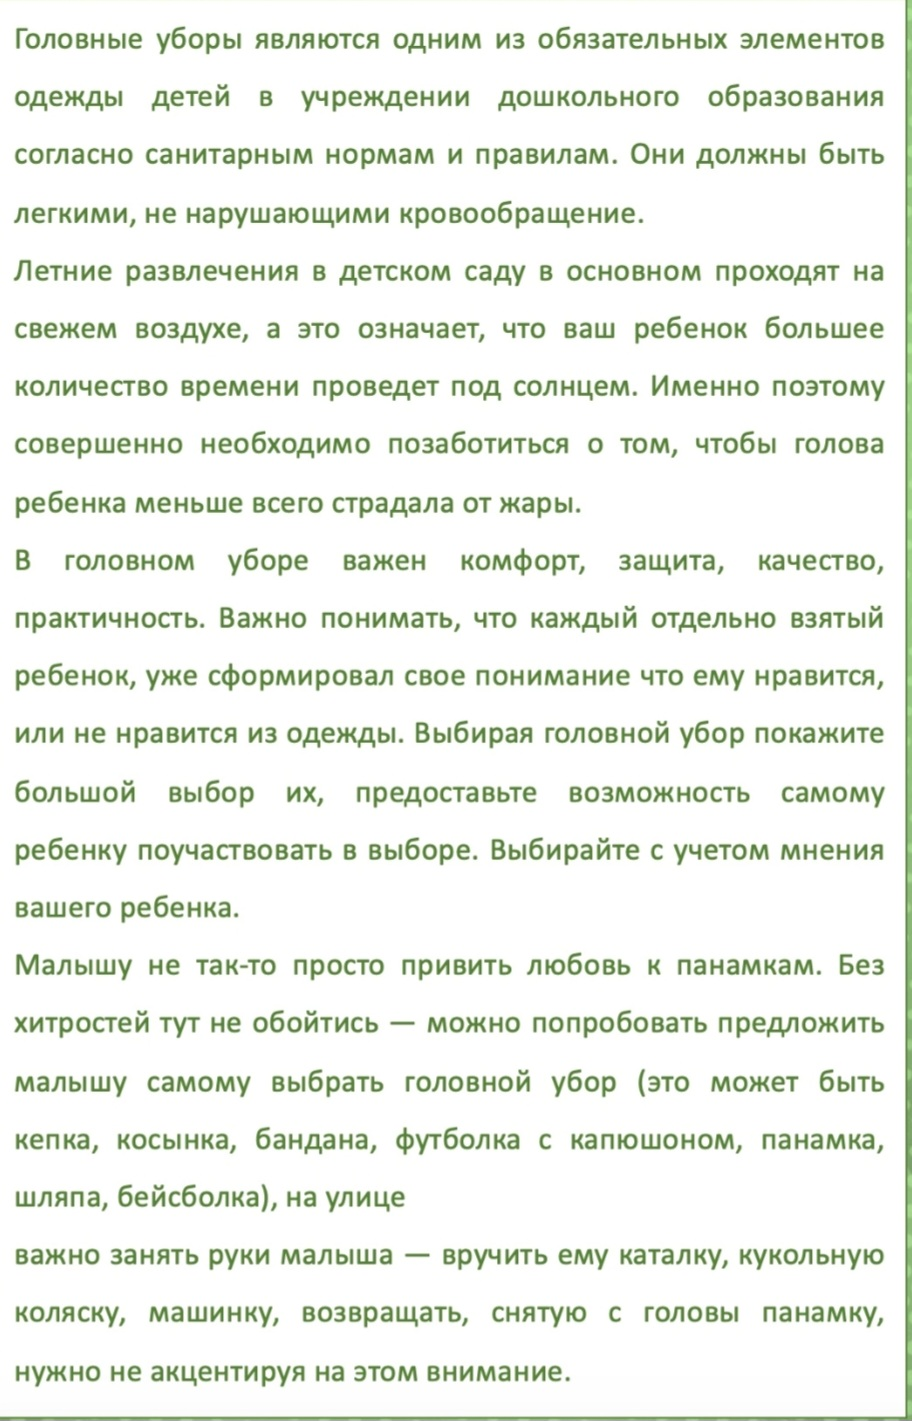 Головные уборы являются одним из обязательных элементов
одежды детей в учреждении дошкольного образования
согласно санитарным нормам и правилам. Они должны быть
легкими, не нарушающими кровообращение.
Летние развлечения в детском саду в основном проходят на
свежем воздухе, а это означает, что ваш ребенок большее
количество времени проведет под солнцем. Именно поэтому
совершенно необходимо позаботиться о том, чтобы голова
ребенка меньше всего страдала от жары.
В головном уборе важен комфорт, защита, качество,
практичность. Важно понимать, что каждый отдельно взятый
ребенок, уже сформировал свое понимание что ему нравится,
или не нравится из одежды. Выбирая головной убор покажите
большой выбор их, предоставьте возможность самому
ребенку поучаствовать в выборе. Выбирайте с учетом мнения
вашего ребенка.
Малышу не так-то просто привить любовь к панамкам. Без
хитростей тут не обойтись — можно попробовать предложить
малышу самому выбрать головной убор (это может быть
кепка, косынка, бандана, футболка с капюшоном, панамка,
шляпа, бейсболка), на улице
важно занять руки малыша — вручить ему каталку, кукольную
коляску, машинку, возвращать, снятую с головы панамку,
нужно не акцентируя на этом внимание.